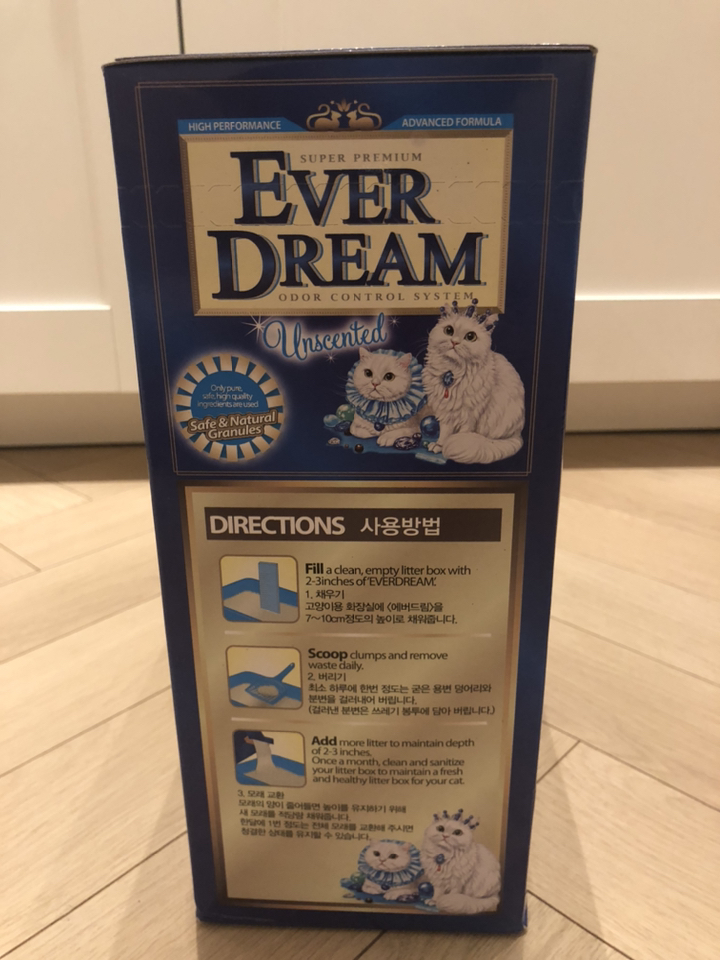 HIGH PERFORMANCE
ADVANCED FORMULA
SUPER PREMIUM
EVER
DREAM
ODOR CONTROL SYSTEM
Unscented
Only pure,
safe, high quality
ingredients are used
Safe & Natural
Granules
DIRECTIONS 사용방법
Fill a clean, empty litter box with
2-3inches of 'EVERDREAM'.
1. 채우기
고양이용 화장실에 <에버드림>을
7~10cm정도의 높이로 채워줍니다.
Scoop clumps and remove
waste daily.
2. 버리기
최소 하루에 한번 정도는 굳은 용변 덩어리와
분변을 걸러내어 버립니다.
(걸러낸 분변은 쓰레기 봉투에 담아 버립니다.)
Add more litter to maintain depth
of 2-3 inches.
Once a month, clean and sanitize
your litter box to maintain a fresh
and healthy litter box for your cat.
3. 모래 교환
모래의 양이 줄어들면 높이를 유지하기 위해
새 모래를 적당량 채워줍니다.
한달에 1번 정도는 전체 모래를 교환해 주시면
청결한 상태를 유지할 수 있습니다.